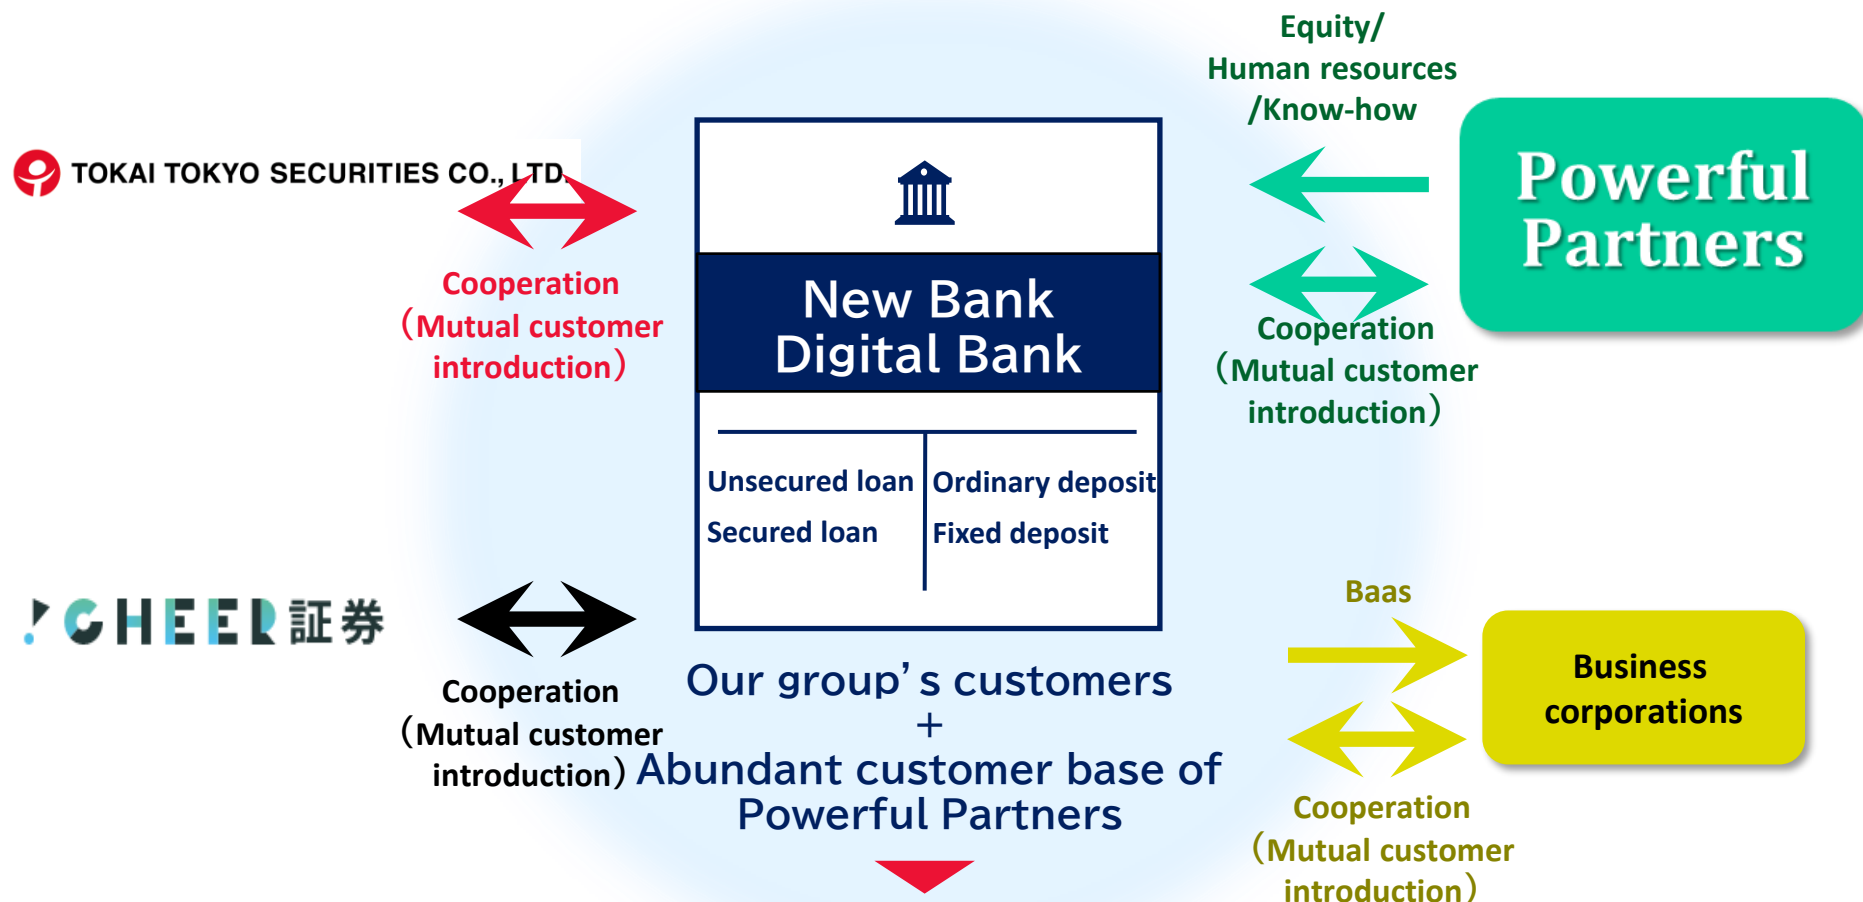 TOKAI TOKYO SECURITIES CO., LTD.
Cooperation
（Mutual customer
introduction）
!CHEER証券
Cooperation
（Mutual customer
introduction）
New Bank
Digital Bank
Unsecured loan
Secured loan
Ordinary deposit
Fixed deposit
Our group’s customers
+
Abundant customer base of
Powerful Partners
Equity/
Human resources
/Know-how
Powerful
Partners
Cooperation
（Mutual customer
introduction）
Baas
Business
corporations
Cooperation
（Mutual customer
introduction）